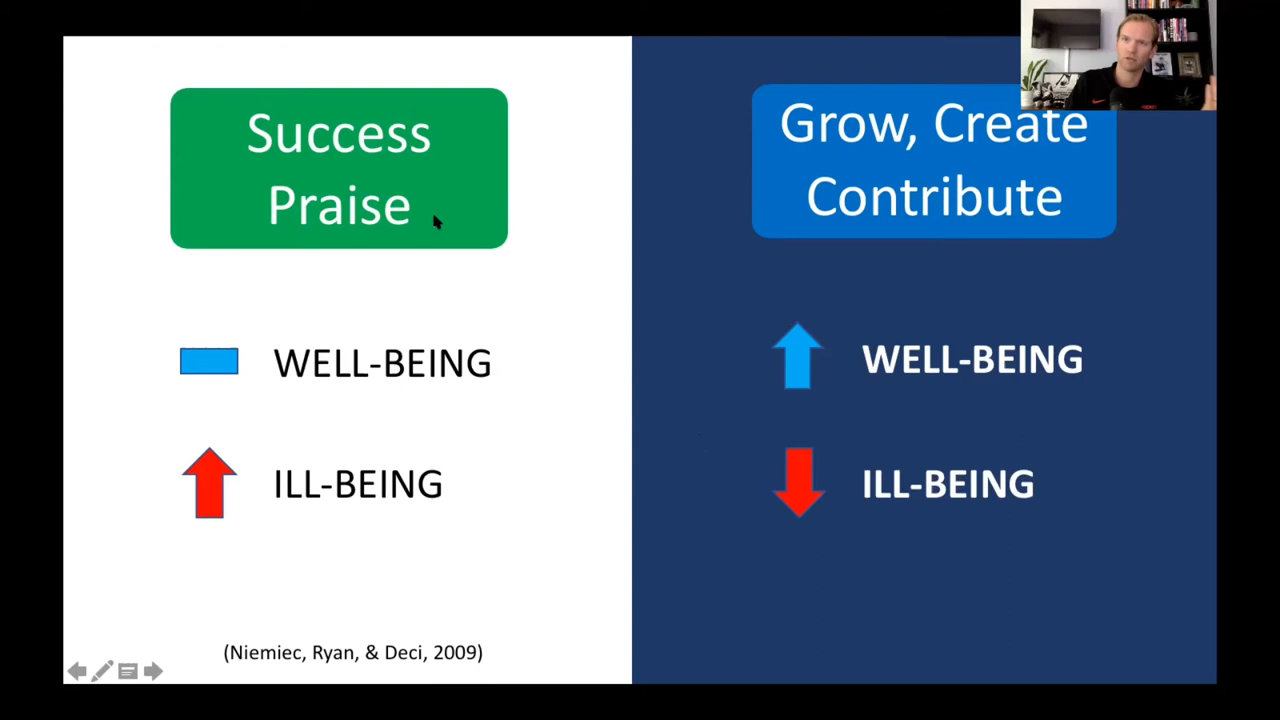 Success
Praise
WELL-BEING
ILL-BEING
(Niemiec, Ryan, & Deci, 2009)
Grow, Create
Contribute
WELL-BEING
ILL-BEING